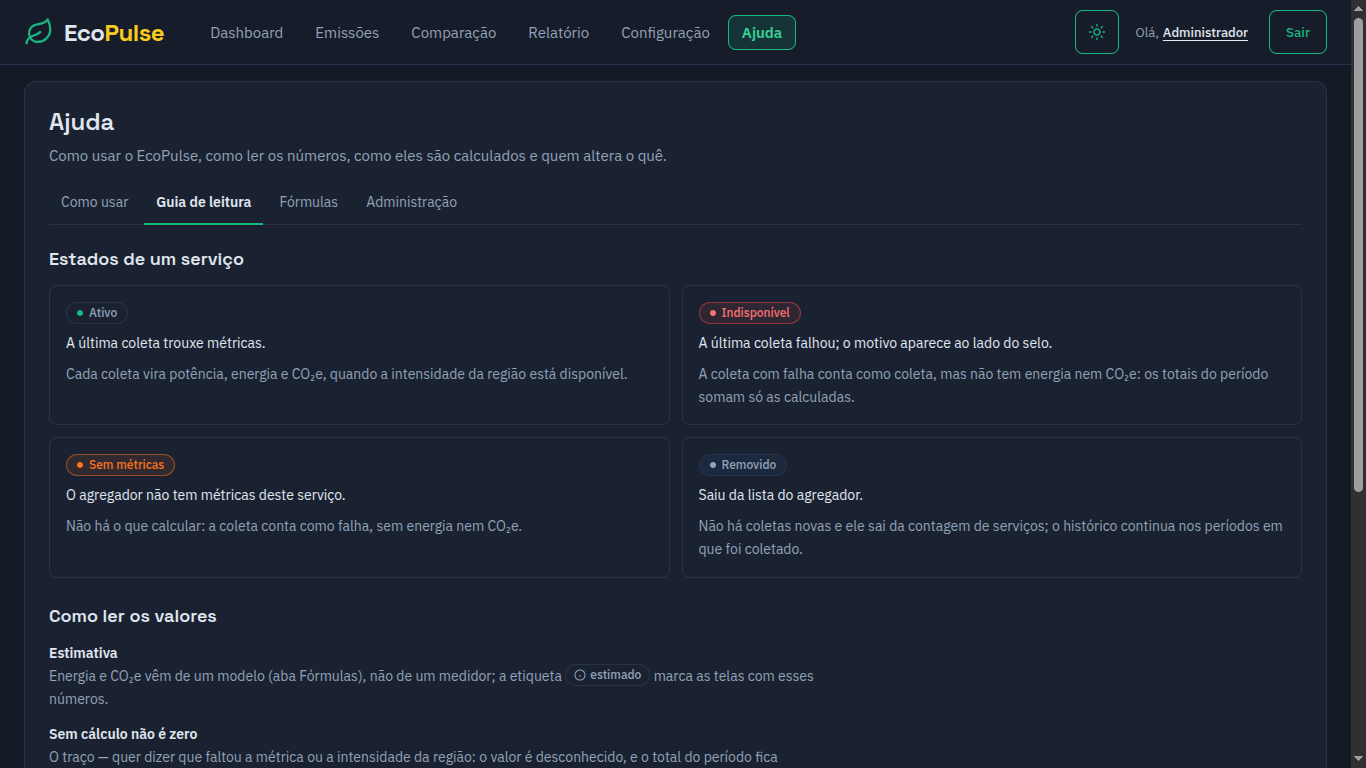 EcoPulse
Dashboard
Emissões
Comparação
Relatório
Configuração
Ajuda
Olá, Administrador
Sair
Ajuda
Como usar o EcoPulse, como ler os números, como eles são calculados e quem altera o quê.
Como usar
Guia de leitura
Fórmulas
Administração
Estados de um serviço
Ativo
A última coleta trouxe métricas.
Cada coleta vira potência, energia e CO₂e, quando a intensidade da região está disponível.
Indisponível
A última coleta falhou; o motivo aparece ao lado do selo.
A coleta com falha conta como coleta, mas não tem energia nem CO₂e: os totais do período
somam só as calculadas.
Sem métricas
O agregador não tem métricas deste serviço.
Não há o que calcular: a coleta conta como falha, sem energia nem CO₂e.
Removido
Saiu da lista do agregador.
Não há coletas novas e ele sai da contagem de serviços; o histórico continua nos períodos em
que foi coletado.
Como ler os valores
Estimativa
Energia e CO₂e vêm de um modelo (aba Fórmulas), não de um medidor; a etiqueta estimado marca as telas com esses
números.
Sem cálculo não é zero
O traço — quer dizer que faltou a métrica ou a intensidade da região: o valor é desconhecido, e o total do período fica